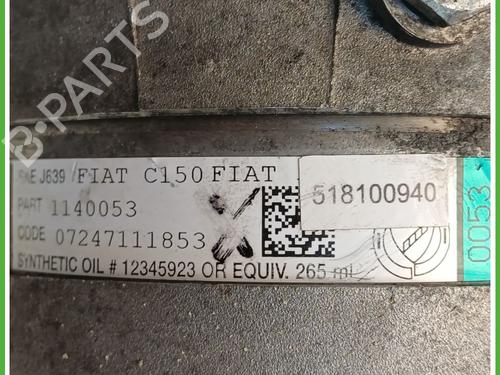 B-PARTS
SAE J639 FIAT C150 FIAT
518100940
PART 1140053
CODE 07247111853
SYNTHETIC OIL # 12345923 OR EQUIV. 265 ml
0053